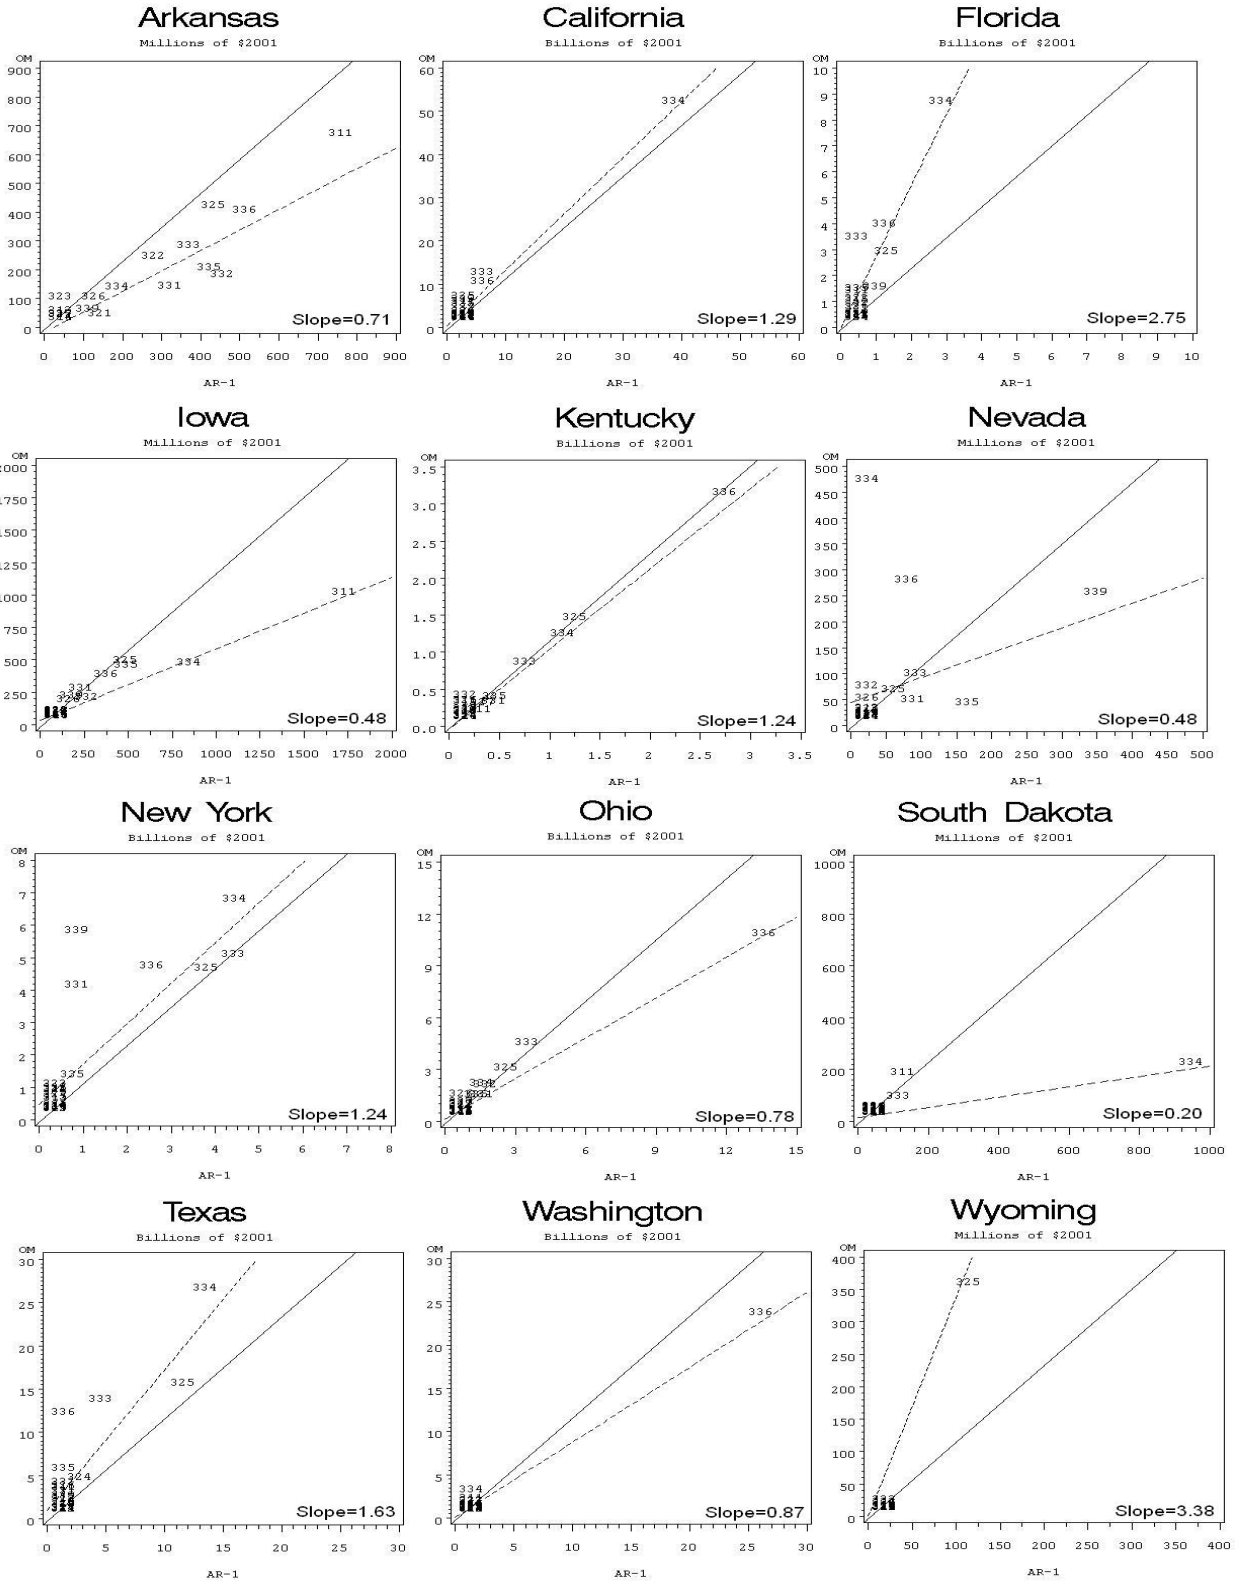 Arkansas
Millions of $2001
OM
900
800
700
600
500
400
300
200
100
0
311
325
336
333
322
335
332
334
331
323
326
339
321
Slope=0.71
0 100 200 300 400 500 600 700 800 900
AR-1
California
Billions of $2001
OM
60
50
40
30
20
10
0
334
333
336
Slope=1.29
0 10 20 30 40 50 60
AR-1
Florida
Billions of $2001
OM
10
9
8
7
6
5
4
3
2
1
0
334
336
333
325
339
Slope=2.75
0 1 2 3 4 5 6 7 8 9 10
AR-1
Iowa
Millions of $2001
OM
1000
750
500
250
0
311
325
335
334
336
331
332
326
Slope=0.48
0 250 500 750 1000 1250 1500 1750 2000
AR-1
Kentucky
Billions of $2001
OM
3.5
3.0
2.5
2.0
1.5
1.0
0.5
0.0
336
325
334
333
332
335
Slope=1.24
0 0.5 1 1.5 2 2.5 3 3.5
AR-1
Nevada
Millions of $2001
OM
500
450
400
350
300
250
200
150
100
50
0
334
336
339
333
332
325
326
331
335
Slope=0.48
0 50 100 150 200 250 300 350 400 450 500
AR-1
New York
Billions of $2001
OM
8
7
6
5
4
3
2
1
0
334
339
333
336
325
331
335
Slope=1.24
0 1 2 3 4 5 6 7 8
AR-1
Ohio
Billions of $2001
OM
15
12
9
6
3
0
336
333
325
Slope=0.78
0 3 6 9 12 15
AR-1
South Dakota
Millions of $2001
OM
1000
800
600
400
200
0
334
311
333
Slope=0.20
0 200 400 600 800 1000
AR-1
Texas
Billions of $2001
OM
30
25
20
15
10
5
0
334
325
333
336
335
324
Slope=1.63
0 5 10 15 20 25 30
AR-1
Washington
Billions of $2001
OM
30
25
20
15
10
5
0
336
334
Slope=0.87
0 5 10 15 20 25 30
AR-1
Wyoming
Millions of $2001
OM
400
350
300
250
200
150
100
50
0
325
Slope=3.38
0 50 100 150 200 250 300 350 400
AR-1